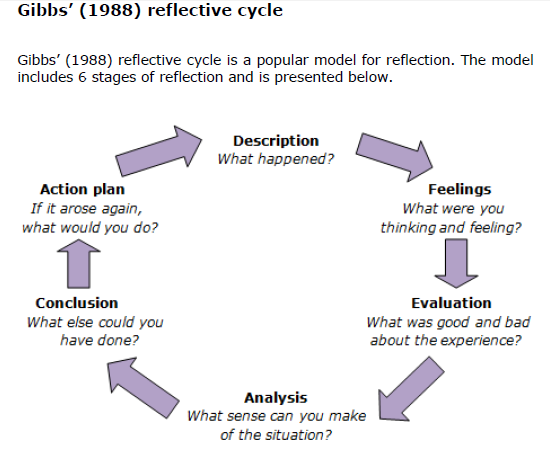 Gibbs’ (1988) reflective cycle
Gibbs’ (1988) reflective cycle is a popular model for reflection. The model
includes 6 stages of reflection and is presented below.
Description
What happened?
Feelings
What were you
thinking and feeling?
Evaluation
What was good and bad
about the experience?
Analysis
What sense can you make
of the situation?
Conclusion
What else could you
have done?
Action plan
If it arose again,
what would you do?